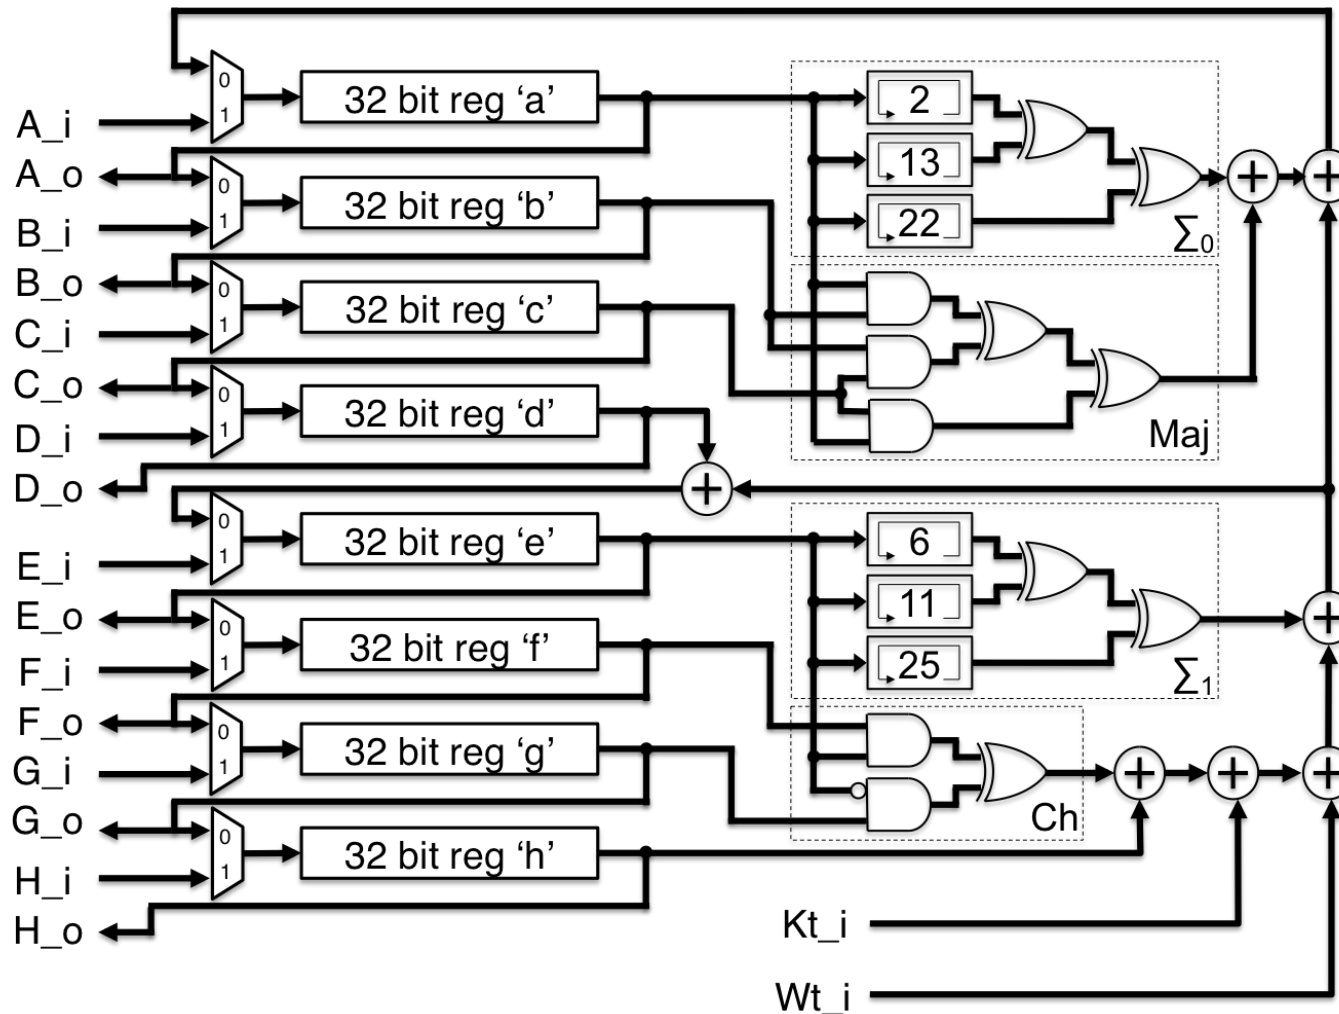 0
1
32 bit reg ‘a’
2
A_i
A_o
13
0
1
32 bit reg ‘b’
22
B_i
∑0
B_o
0
1
32 bit reg ‘c’
C_i
C_o
0
1
32 bit reg ‘d’
D_i
Maj
D_o
0
1
32 bit reg ‘e’
6
E_i
11
E_o
0
1
32 bit reg ‘f’
25
F_i
∑1
F_o
0
1
32 bit reg ‘g’
G_i
G_o
Ch
0
1
32 bit reg ‘h’
H_i
H_o
Kt_i
Wt_i